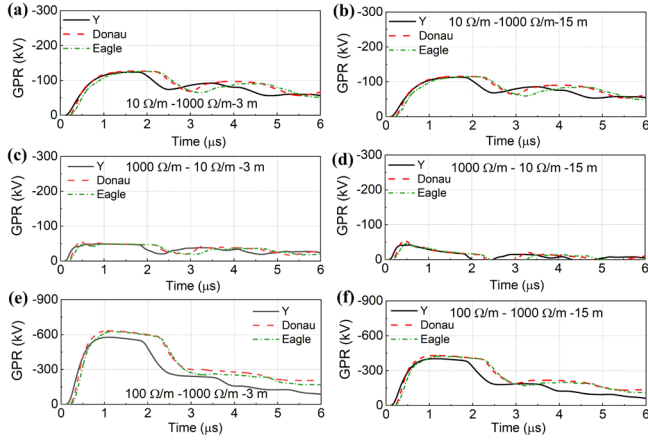 (a)
-300
-200
-100
0
GPR (kV)
Y
Donau
Eagle
10 Ω/m -1000 Ω/m-3 m
0 1 2 3 4 5 6
Time (μs)
(b)
-300
-200
-100
0
GPR (kV)
Y 10 Ω/m -1000 Ω/m-15 m
Donau
Eagle
0 1 2 3 4 5 6
Time (μs)
(c)
-300
-200
-100
0
GPR (kV)
Y 1000 Ω/m - 10 Ω/m -3 m
Donau
Eagle
0 1 2 3 4 5 6
Time (μs)
(d)
-300
-200
-100
0
GPR (kV)
Y 1000 Ω/m - 10 Ω/m -15 m
Donau
Eagle
0 1 2 3 4 5 6
Time (μs)
(e)
-900
-600
-300
0
GPR (kV)
Y
Donau
Eagle
100 Ω/m -1000 Ω/m -3 m
0 1 2 3 4 5 6
Time (μs)
(f)
-900
-600
-300
0
GPR (kV)
Y 100 Ω/m - 1000 Ω/m -15 m
Donau
Eagle
0 1 2 3 4 5 6
Time (μs)